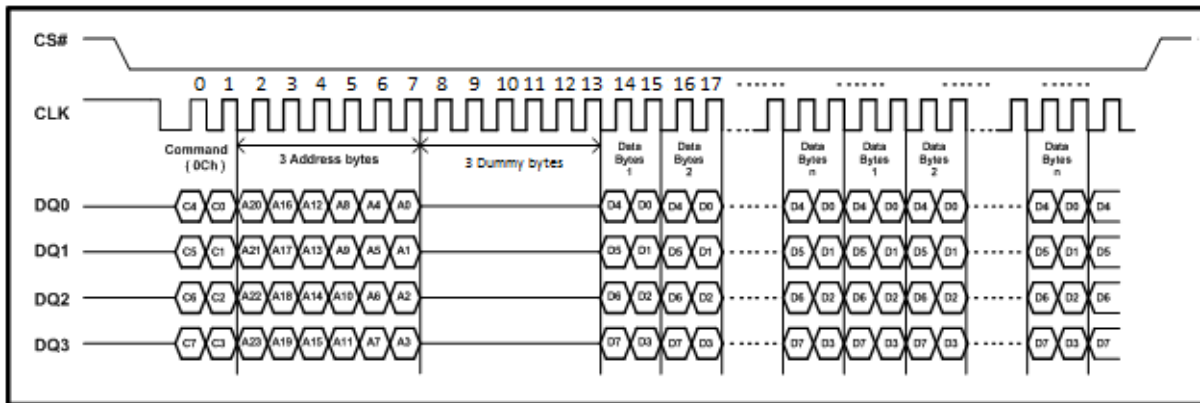 CS#
0 1 2 3 4 5 6 7 8 9 10 11 12 13 14 15 16 17
CLK
Command
( 0Ch )
3 Address bytes
3 Dummy bytes
Data
Bytes
1
Data
Bytes
2
Data
Bytes
n
Data
Bytes
1
Data
Bytes
2
Data
Bytes
n
DQ0 C4 C0 A20 A16 A12 A8 A4 A0 D4 D0 D4 D0 D4 D0 D4 D0 D4 D0 D4 D0 D4
DQ1 C5 C1 A21 A17 A13 A9 A5 A1 D5 D1 D5 D1 D5 D1 D5 D1 D5 D1 D5 D1 D5
DQ2 C6 C2 A22 A18 A14 A10 A6 A2 D6 D2 D6 D2 D6 D2 D6 D2 D6 D2 D6 D2 D6
DQ3 C7 C3 A23 A19 A15 A11 A7 A3 D7 D3 D7 D3 D7 D3 D7 D3 D7 D3 D7 D3 D7